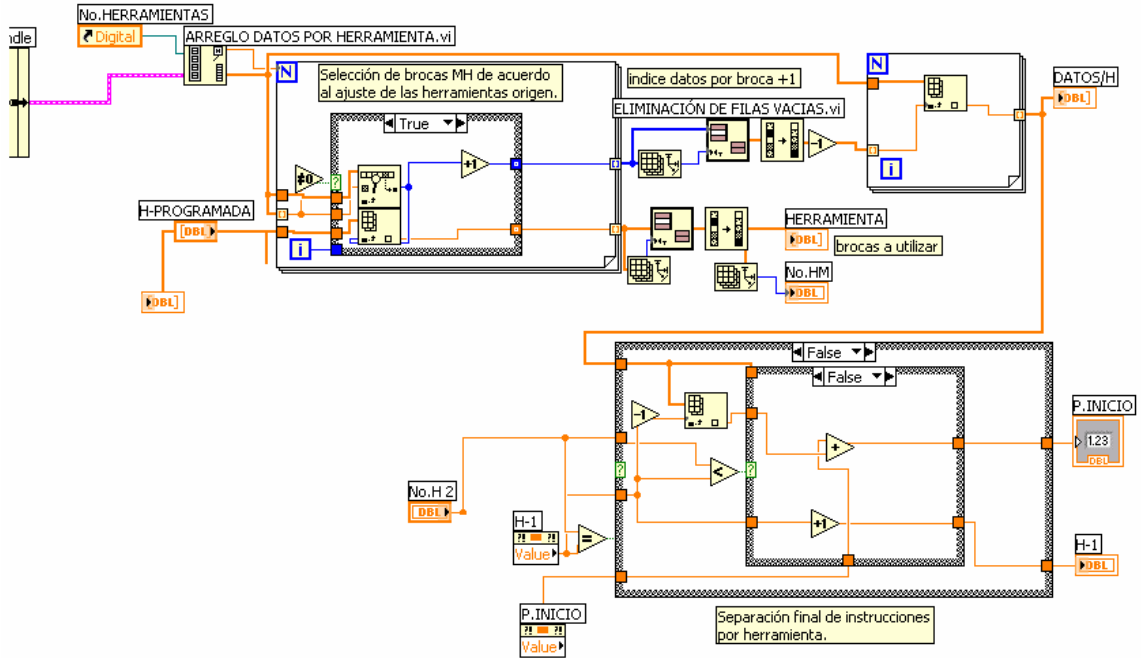 No.HERRAMIENTAS
Digital
ndle
ARREGLO DATOS POR HERRAMIENTA.vi
N
Selección de brocas MH de acuerdo
al ajuste de las herramientas origen.
True
≠0
?
+1
i
H-PROGRAMADA
[DBL]
DBL]
indice datos por broca +1
ELIMINACIÓN DE FILAS VACIAS.vi
-1
N
i
DATOS/H
DBL]
HERRAMIENTA
DBL]
brocas a utilizar
No.HM
DBL
False
False
-1
<
?
?
+
+1
No.H 2
DBL
H-1
Value
=
P.INICIO
Value
P.INICIO
1.23
DBL
H-1
DBL
Separación final de instrucciones
por herramienta.